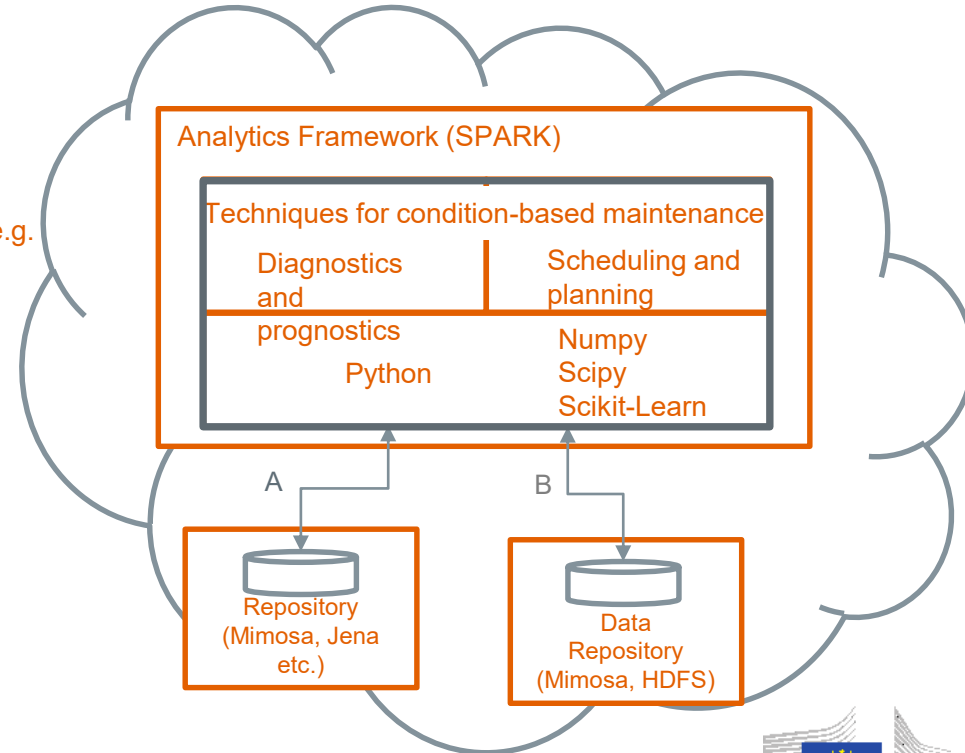 e.g.
Analytics Framework (SPARK)
Techniques for condition-based maintenance
Diagnostics
and
prognostics
Scheduling and
planning
Python
Numpy
Scipy
Scikit-Learn
A
B
Repository
(Mimosa, Jena
etc.)
Data
Repository
(Mimosa, HDFS)